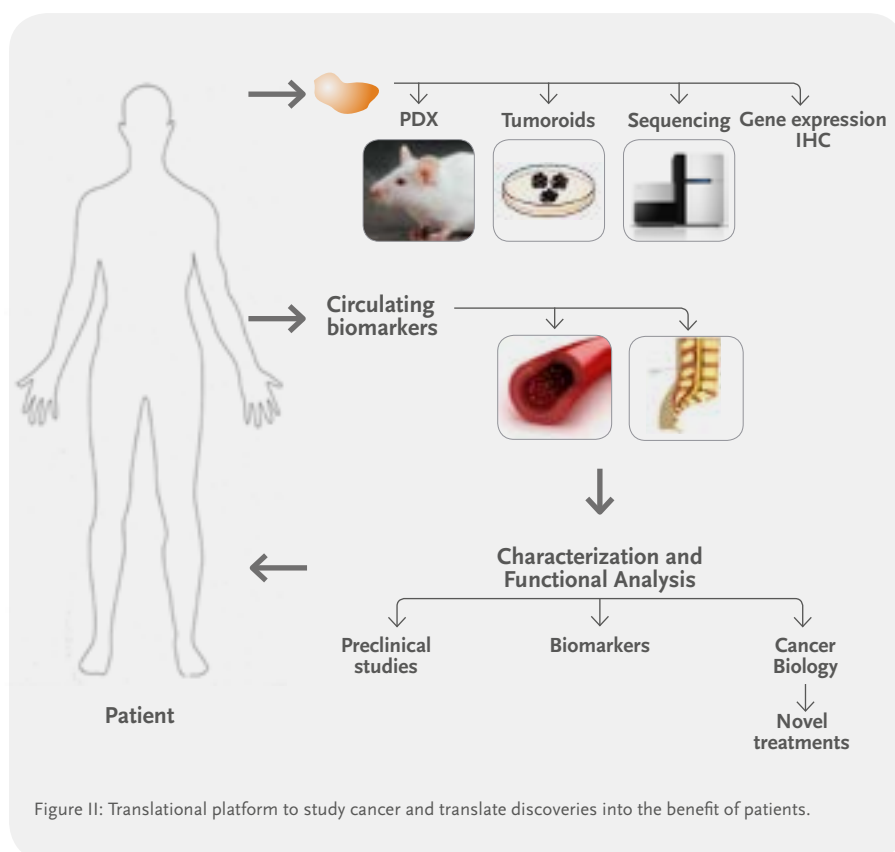 PDX
Tumoroids
Sequencing
Gene expression
IHC
Circulating
biomarkers
Characterization and
Functional Analysis
Preclinical
studies
Biomarkers
Cancer
Biology
Novel
treatments
Patient
Figure II: Translational platform to study cancer and translate discoveries into the benefit of patients.